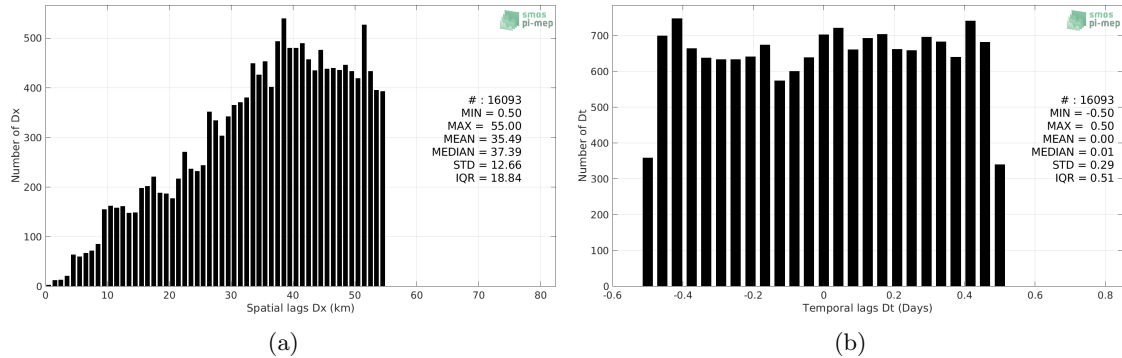 smos
pi-mep
500
400
300
200
100
0
Number of Dx
# : 16093
MIN = 0.50
MAX = 55.00
MEAN = 35.49
MEDIAN = 37.39
STD = 12.66
IQR = 18.84
0 10 20 30 40 50 60 70 80
Spatial lags Dx (km)
(a)
smos
pi-mep
700
600
500
400
300
200
100
0
Number of Dt
# : 16093
MIN = -0.50
MAX = 0.50
MEAN = 0.00
MEDIAN = 0.01
STD = 0.29
IQR = 0.51
-0.6 -0.4 -0.2 0 0.2 0.4 0.6 0.8
Temporal lags Dt (Days)
(b)